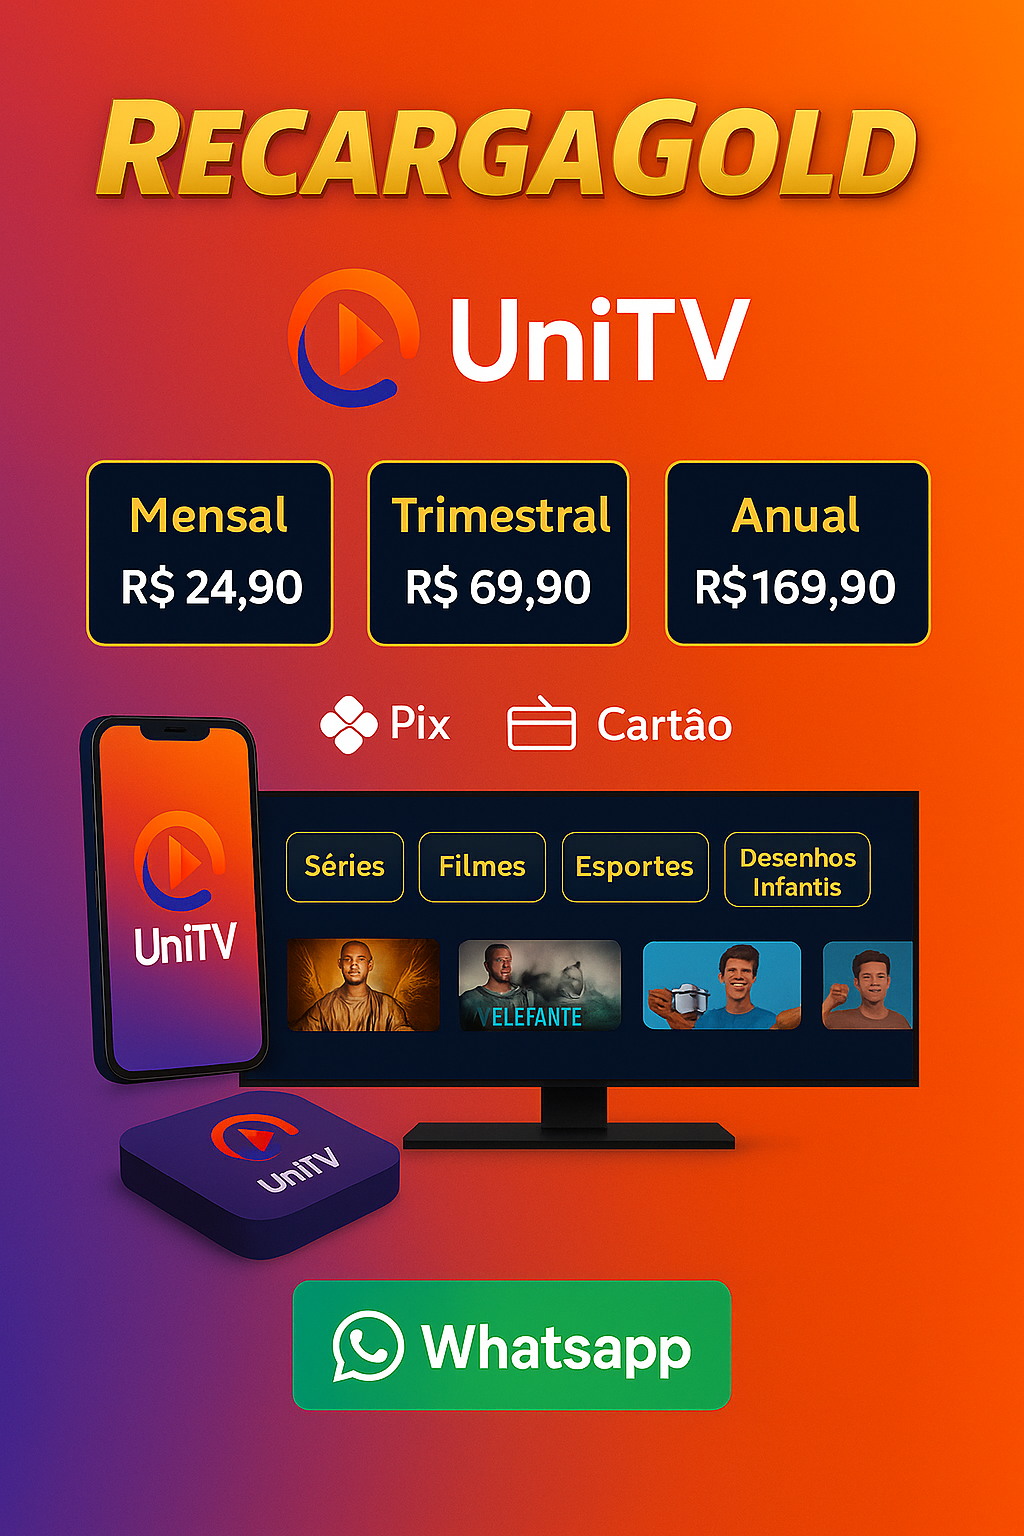 RECARGAGOLD
UniTV
Mensal
R$ 24,90
Trimestral
R$ 69,90
Anual
R$169,90
Pix
Cartão
UniTV
Séries
Filmes
Esportes
Desenhos
Infantis
ELEFANTE
UniTV
Whatsapp